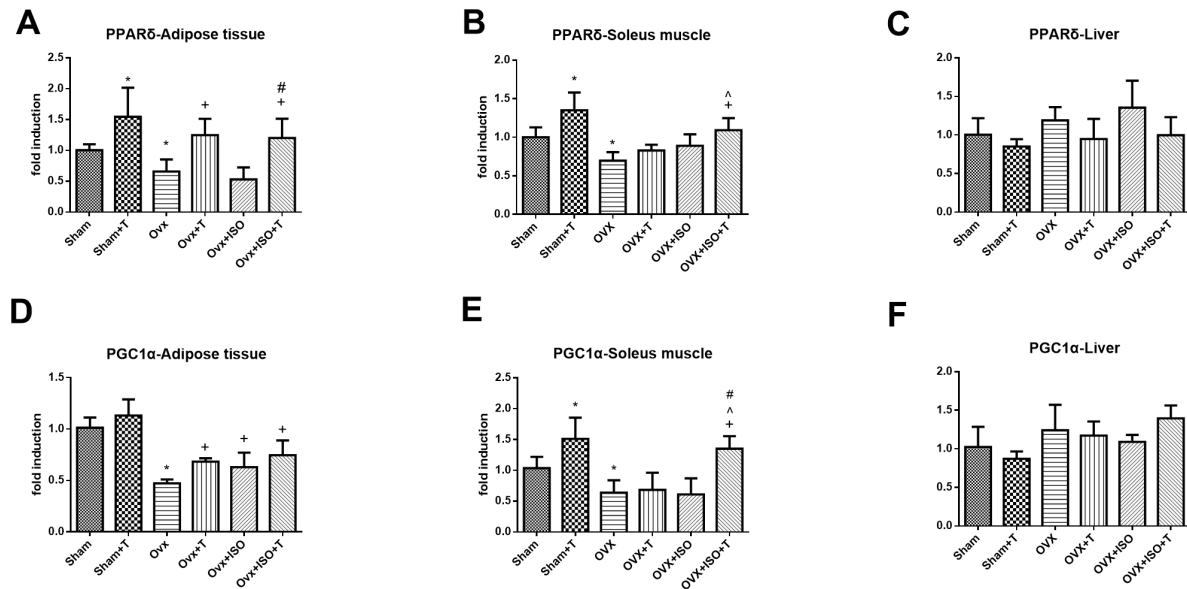 A
PPARδ-Adipose tissue
fold induction
2.5
2.0
1.5
1.0
0.5
0.0
*
*
+
#
+
Sham
Sham+T
Ovx
Ovx+T
Ovx+ISO
Ovx+ISO+T
B
PPARδ-Soleus muscle
fold induction
2.0
1.5
1.0
0.5
0.0
*
*
^
+
Sham
Sham+T
OVX
OVX+T
OVX+ISO
OVX+ISO+T
C
PPARδ-Liver
2.0
1.5
1.0
0.5
0.0
Sham
Sham+T
OVX
OVX+T
OVX+ISO
OVX+ISO+T
D
PGC1α-Adipose tissue
fold induction
1.5
1.0
0.5
0.0
*
+
+
+
Sham
Sham+T
Ovx
Ovx+T
Ovx+ISO
Ovx+ISO+T
E
PGC1α-Soleus muscle
fold induction
2.5
2.0
1.5
1.0
0.5
0.0
*
*
#
^
+
Sham
Sham+T
OVX
OVX+T
OVX+ISO
OVX+ISO+T
F
PGC1α-Liver
2.0
1.5
1.0
0.5
0.0
Sham
Sham+T
OVX
OVX+T
OVX+ISO
OVX+ISO+T